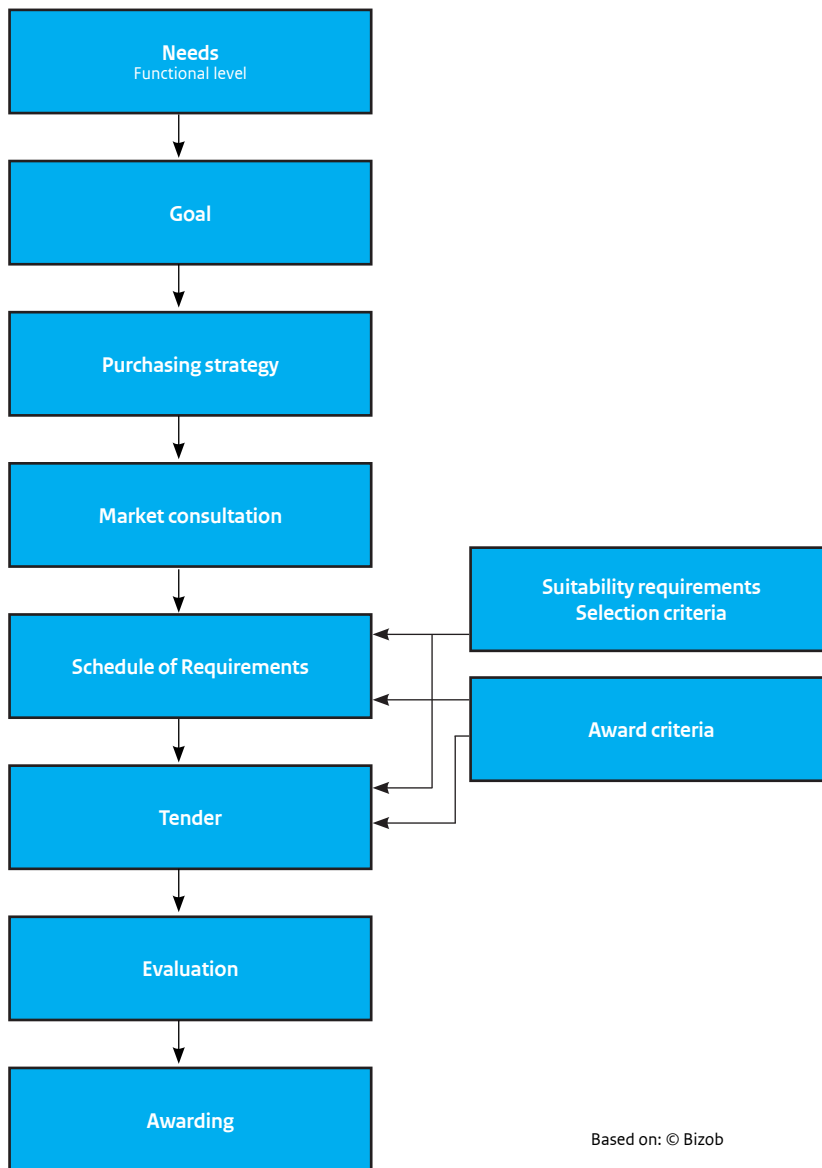 Needs
Functional level
Goal
Purchasing strategy
Market consultation
Suitability requirements
Selection criteria
Schedule of Requirements
Award criteria
Tender
Evaluation
Awarding
Based on: © Bizob